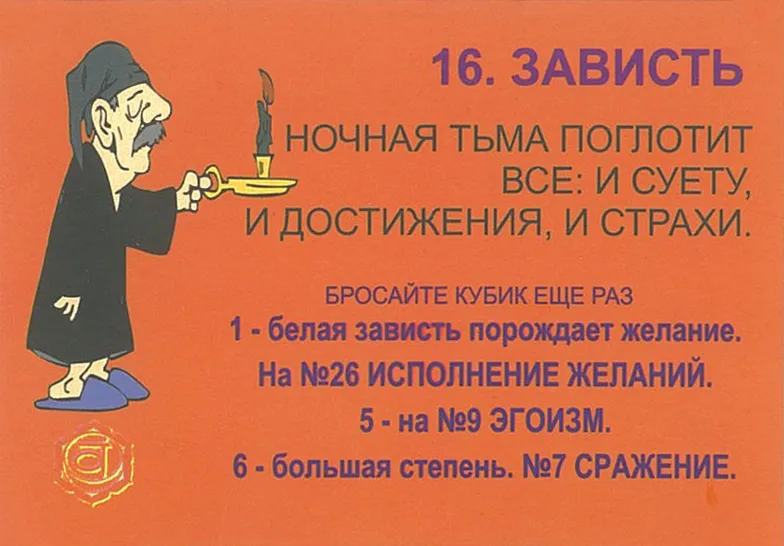 16. ЗАВИСТЬ
НОЧНАЯ ТЬМА ПОГЛОТИТ
ВСЕ: И СУЕТУ,
И ДОСТИЖЕНИЯ, И СТРАХИ.
БРОСАЙТЕ КУБИК ЕЩЕ РАЗ
1 - белая зависть порождает желание.
На №26 ИСПОЛНЕНИЕ ЖЕЛАНИЙ.
5 - на №9 ЭГОИЗМ.
6 - большая степень. №7 СРАЖЕНИЕ.